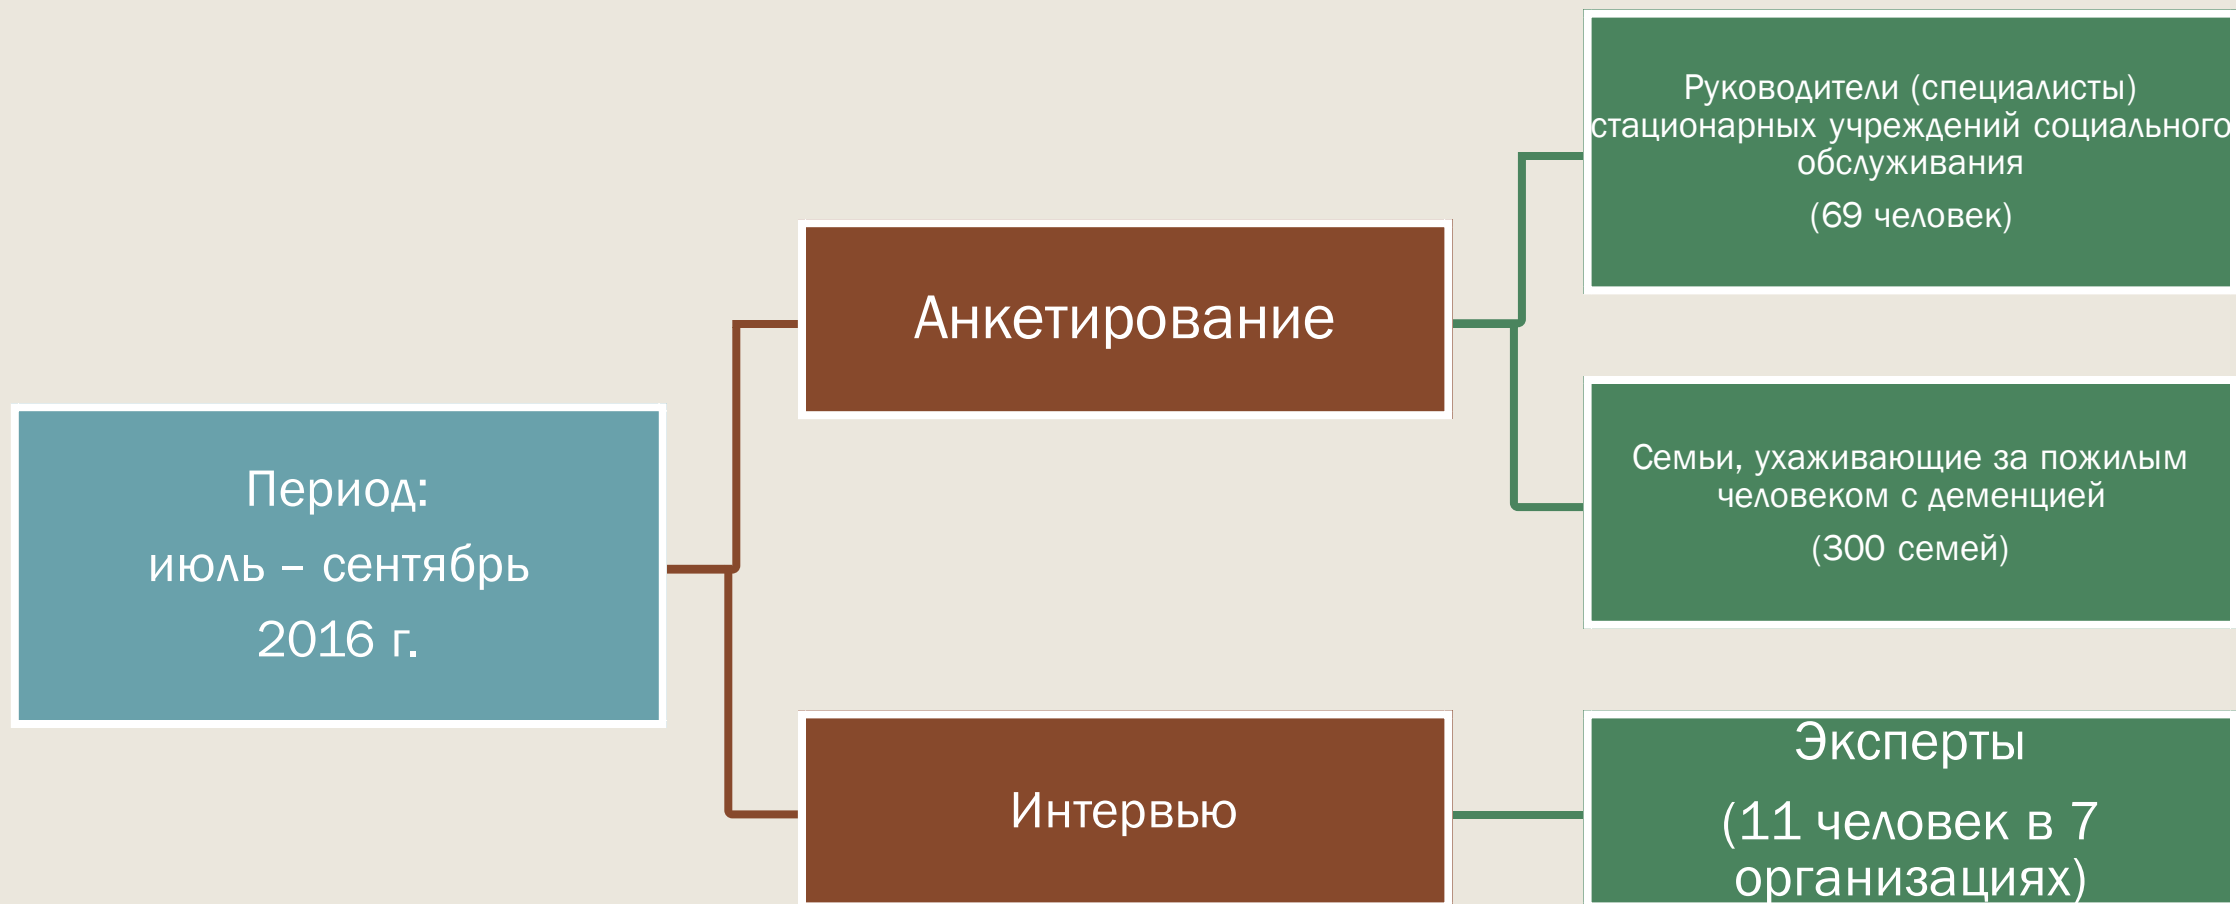 Период:
июль – сентябрь
2016 г.
Анкетирование
Руководители (специалисты)
стационарных учреждений социального
обслуживания
(69 человек)
Семьи, ухаживающие за пожилым
человеком с деменцией
(300 семей)
Интервью
Эксперты
(11 человек в 7
организациях)